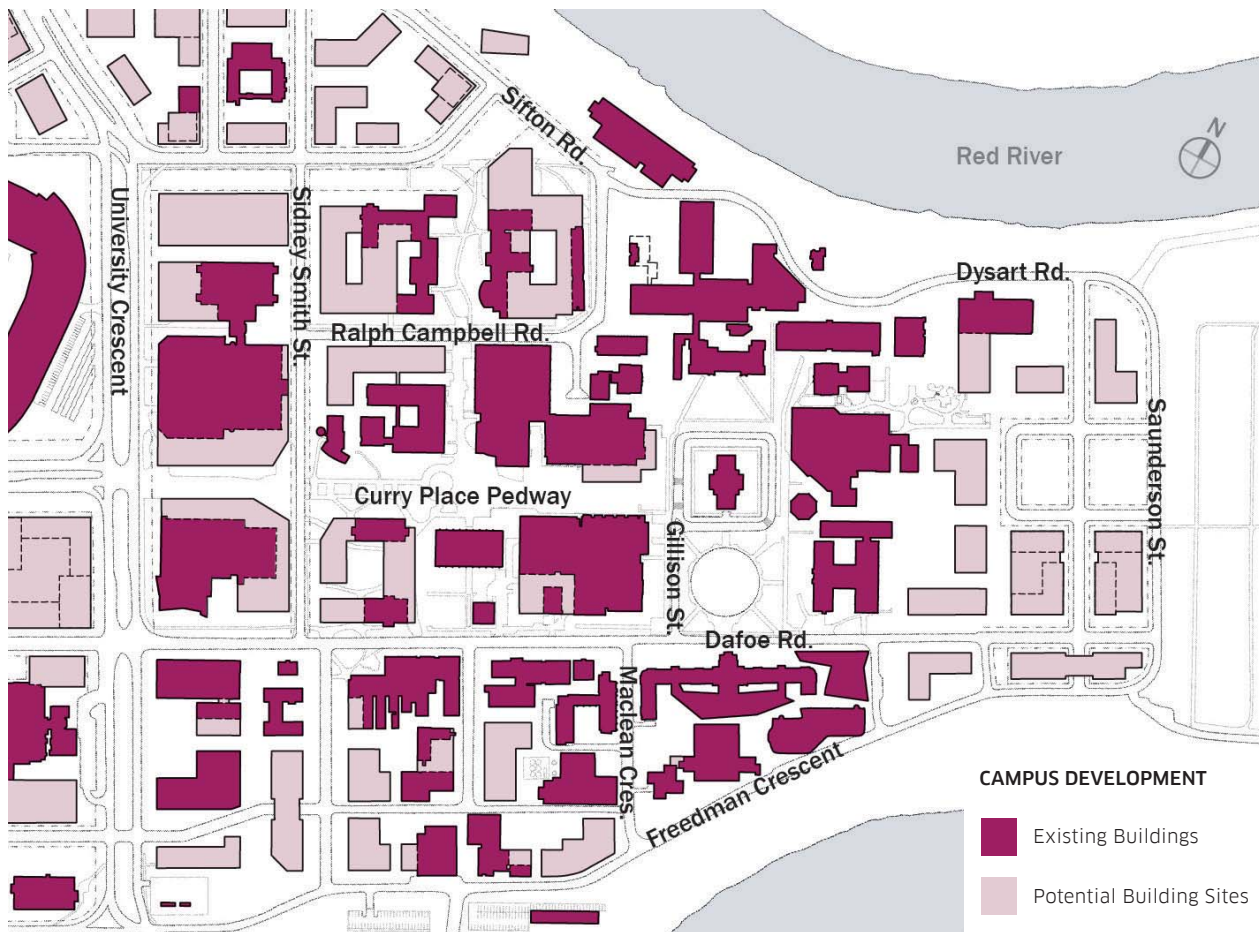 Sifton Rd.
Red River
N
University Crescent
Sidney Smith St.
Dysart Rd.
Ralph Campbell Rd.
Saunderson St.
Curry Place Pedway
Gillison St.
Dafoe Rd.
Maclean Cres.
Freedman Crescent
CAMPUS DEVELOPMENT
Existing Buildings
Potential Building Sites